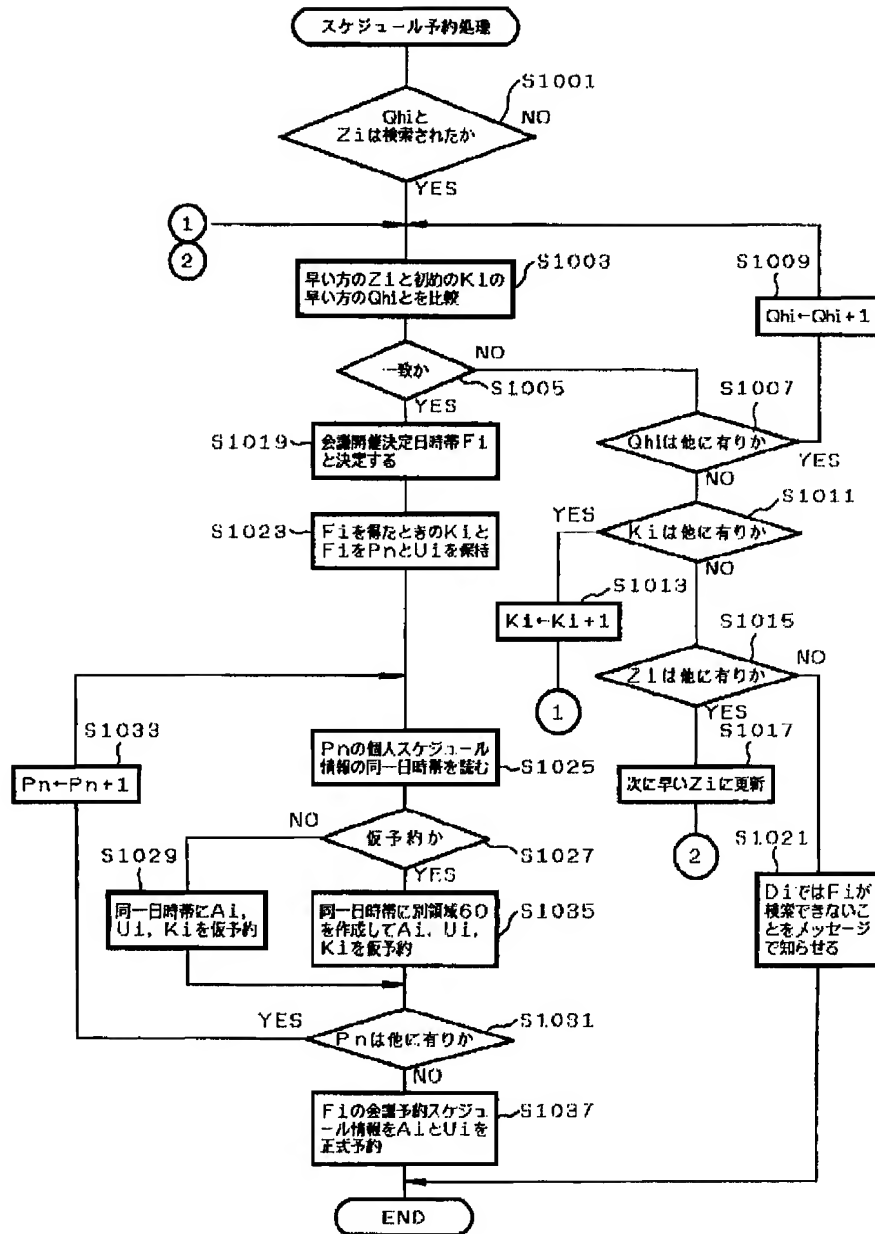 スケジュール予約処理
S1001
Qhiと
Ziは検索されたか
NO
YES
1
2
S1003
早い方のZiと初めのKiの
早い方のQhiとを比較
S1009
Qhi←Qhi+1
一致か
NO
S1005
YES
S1007
Qhiは他に有りか
YES
NO
S1019
会議開催決定日時帯Fi
と決定する
S1011
YES
Kiは他に有りか
NO
S1023
Fiを得たときのKiと
FiをPnとUiを保持
S1013
Ki←Ki+1
1
S1015
Ziは他に有りか
NO
YES
S1017
次に早いZiに更新
2
S1033
Pn←Pn+1
Pnの個人スケジュール
情報の同一日時帯を読む
S1025
NO
仮予約か
S1027
YES
S1029
同一日時帯にAi,
Ui, Kiを仮予約
同一日時帯に別領域60
を作成してAi, Ui,
Kiを仮予約
S1035
S1021
DiではFiが
検索できないこ
とをメッセージ
で知らせる
YES
Pnは他に有りか
S1031
NO
Fiの会議予約スケジュ
ール情報をAiとUiを
正式予約
S1037
END